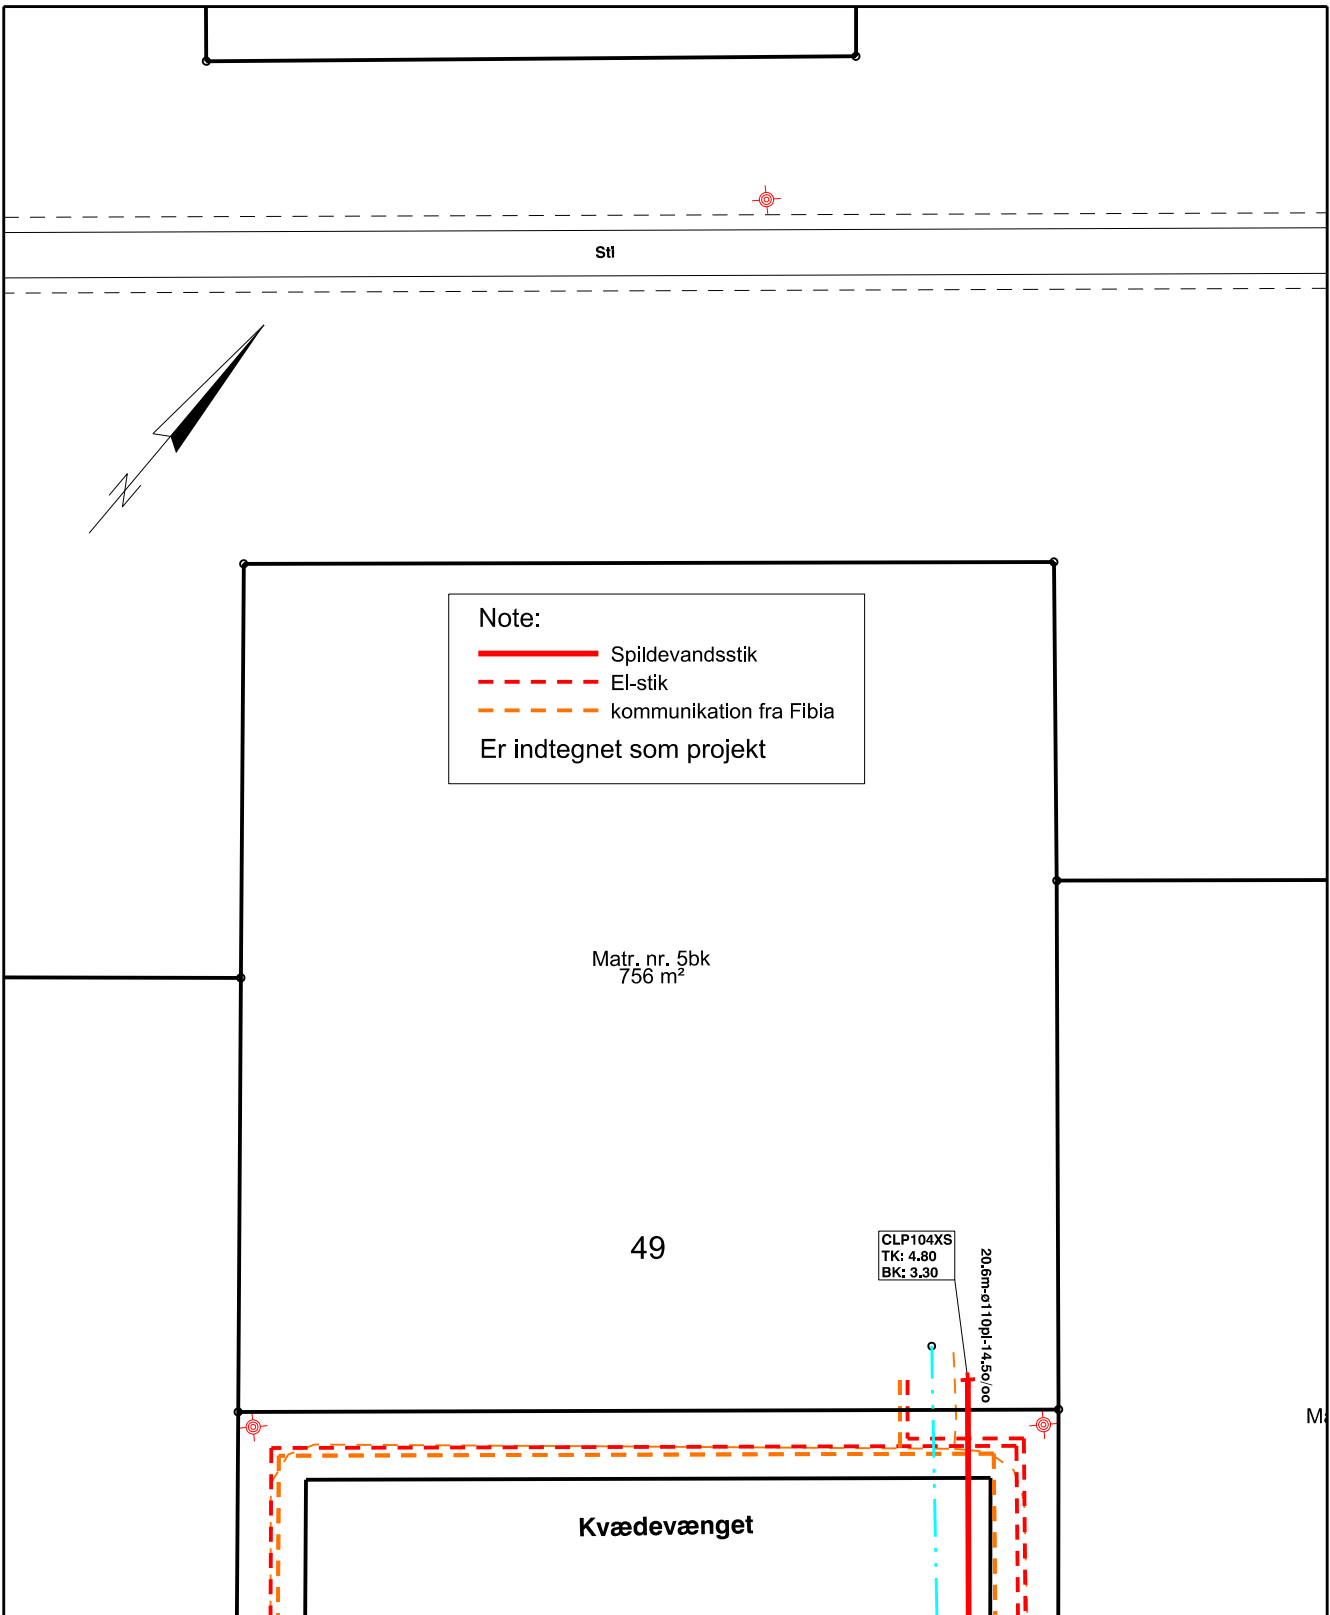 Sti
N
Note:
Spildevandsstik
El-stik
kommunikation fra Fibia
Er indtegnet som projekt
Matr. nr. 5bk
756 m²
49
CLP104XS
TK: 4.80
BK: 3.30
20.6m-ø110pl-14.5o/oo
Ma
Kvædevænget